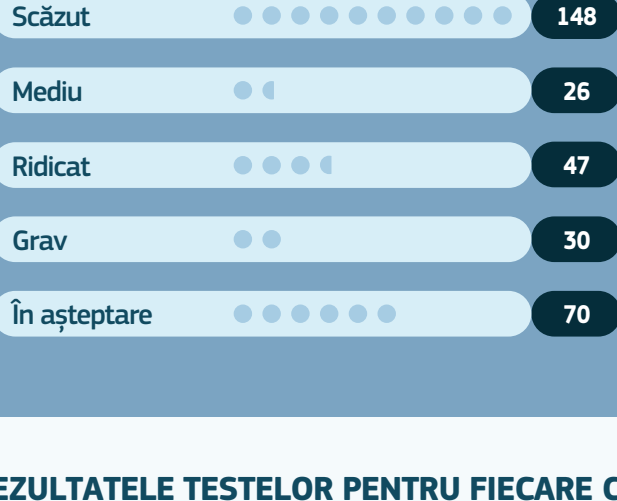 Scăzut 148
Mediu 26
Ridicat 47
Grav 30
În așteptare 70
EZULTATELE TESTELOR PENTRU FIECARE